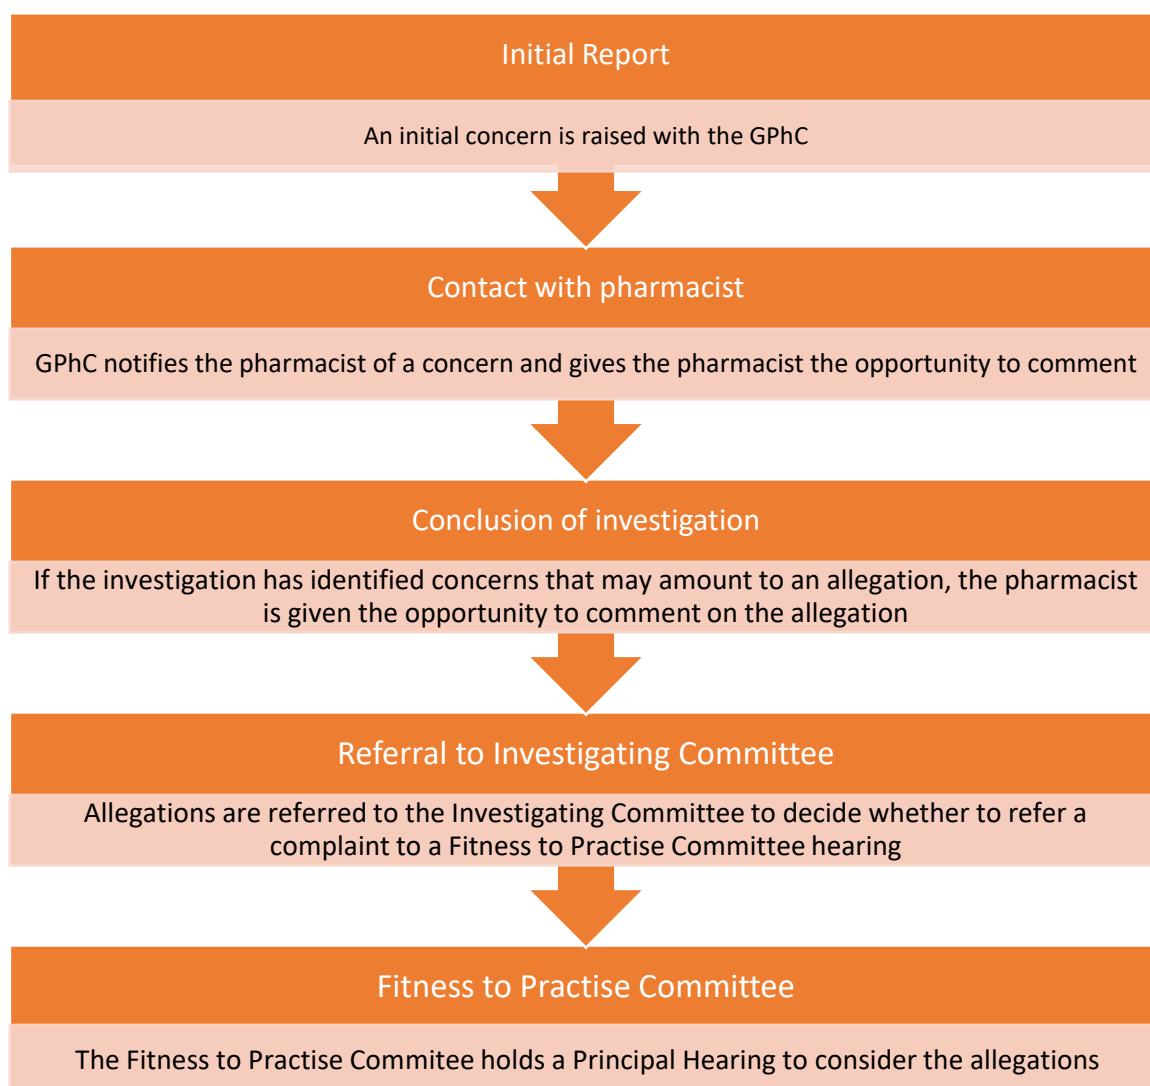 Initial Report
An initial concern is raised with the GPhC
Contact with pharmacist
GPhC notifies the pharmacist of a concern and gives the pharmacist the opportunity to comment
Conclusion of investigation
If the investigation has identified concerns that may amount to an allegation, the pharmacist
is given the opportunity to comment on the allegation
Referral to Investigating Committee
Allegations are referred to the Investigating Committee to decide whether to refer a
complaint to a Fitness to Practise Committee hearing
Fitness to Practise Committee
The Fitness to Practise Commitee holds a Principal Hearing to consider the allegations